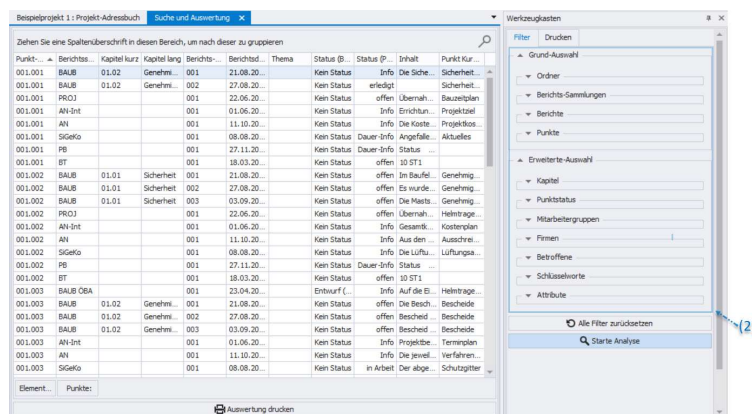 Beispielprojekt 1 : Projekt-Adressbuch Suche und Auswertung
Ziehen Sie eine Spaltenüberschrift in diesen Bereich, um nach dieser zu gruppieren
Punkt-... Berichtss... Kapitel kurz Kapitel lang Berichts-... Berichtsd... Thema Status (B... Status (P... Inhalt Punkt Kur...
001.001 BAUB 01.02 Genehmi... 001 21.08.20... Kein Status Info Die Siche... Sicherheit...
001.001 BAUB 01.02 Genehmi... 002 27.08.20... Kein Status erledigt Sicherheit...
001.001 PROJ 001 22.06.20... Kein Status offen Übernah... Bauzeitplan
001.001 AN-Int 001 01.06.20... Kein Status Info Errichtun... Projektziel
001.001 AN 001 11.10.20... Kein Status Info Die Koste... Projektkos...
001.001 SiGeKo 001 08.08.20... Kein Status Dauer-Info Angefalle... Aktuelles
001.001 PB 001 27.11.20... Kein Status Dauer-Info Status ...
001.001 BT 001 18.03.20... Kein Status offen 10 ST1
001.002 BAUB 01.01 Sicherheit 001 21.08.20... Kein Status offen Im Baufel... Genehmig...
001.002 BAUB 01.01 Sicherheit 002 27.08.20... Kein Status offen Es wurde... Genehmig...
001.002 BAUB 01.01 Sicherheit 003 03.09.20... Kein Status offen Die Masts... Genehmig...
001.002 PROJ 001 22.06.20... Kein Status offen Übernah... Helmtrage...
001.002 AN-Int 001 01.06.20... Kein Status Info Gesamtk... Kostenplan
001.002 AN 001 11.10.20... Kein Status Info Aus den ... Ausschrei...
001.002 SiGeKo 001 08.08.20... Kein Status Info Die Lüftu... Lüftungsa...
001.002 PB 001 27.11.20... Kein Status Dauer-Info Status ...
001.002 BT 001 18.03.20... Kein Status offen 10 ST1
001.003 BAUB ÖBA 001 23.04.20... Entwurf (... Info Auf die Ei... Helmtrage...
001.003 BAUB 01.02 Genehmi... 001 21.08.20... Kein Status offen Die Besch... Bescheide
001.003 BAUB 01.02 Genehmi... 002 27.08.20... Kein Status offen Bescheid ... Bescheide
001.003 BAUB 01.02 Genehmi... 003 03.09.20... Kein Status offen Bescheid ... Bescheide
001.003 AN-Int 001 01.06.20... Kein Status Info Projektbe... Terminplan
001.003 AN 001 11.10.20... Kein Status Info Die jeweil... Verfahren...
001.003 SiGeKo 001 08.08.20... Kein Status in Arbeit Der abge... Schutzgitter
Element... Punkte:
Auswertung drucken
Werkzeugkasten
Filter Drucken
Grund-Auswahl
Ordner
Berichts-Sammlungen
Berichte
Punkte
Erweiterte-Auswahl
Kapitel
Punktstatus
Mitarbeitergruppen
Firmen
Betroffene
Schlüsselworte
Attribute
Alle Filter zurücksetzen
Starte Analyse
(2